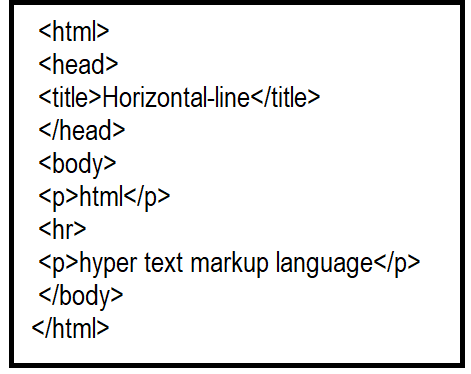 <html>
<head>
<title>Horizontal-line</title>
</head>
<body>
<p>html</p>
<hr>
<p>hyper text markup language</p>
</body>
</html>